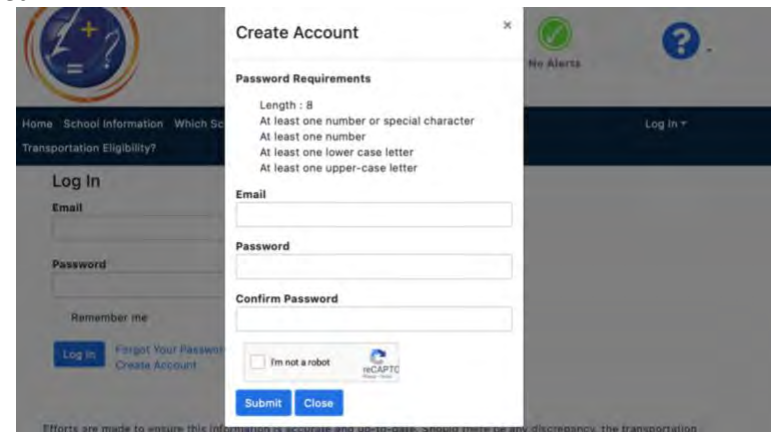 Create Account
×
No Alerts
?
Password Requirements
Length : 8
At least one number or special character
At least one number
At least one lower case letter
At least one upper-case letter
Home School Information Which Sc
Log In
Transportation Eligibility?
Log In
Email
Email
Password
Password
Confirm Password
Remember me
I'm not a robot
reCAPTC
Log In
Forgot Your Passwor
Create Account
Submit
Close
Efforts are made to ensure this information is accurate and up-to-date. Should there be any discrepancy, the transportation